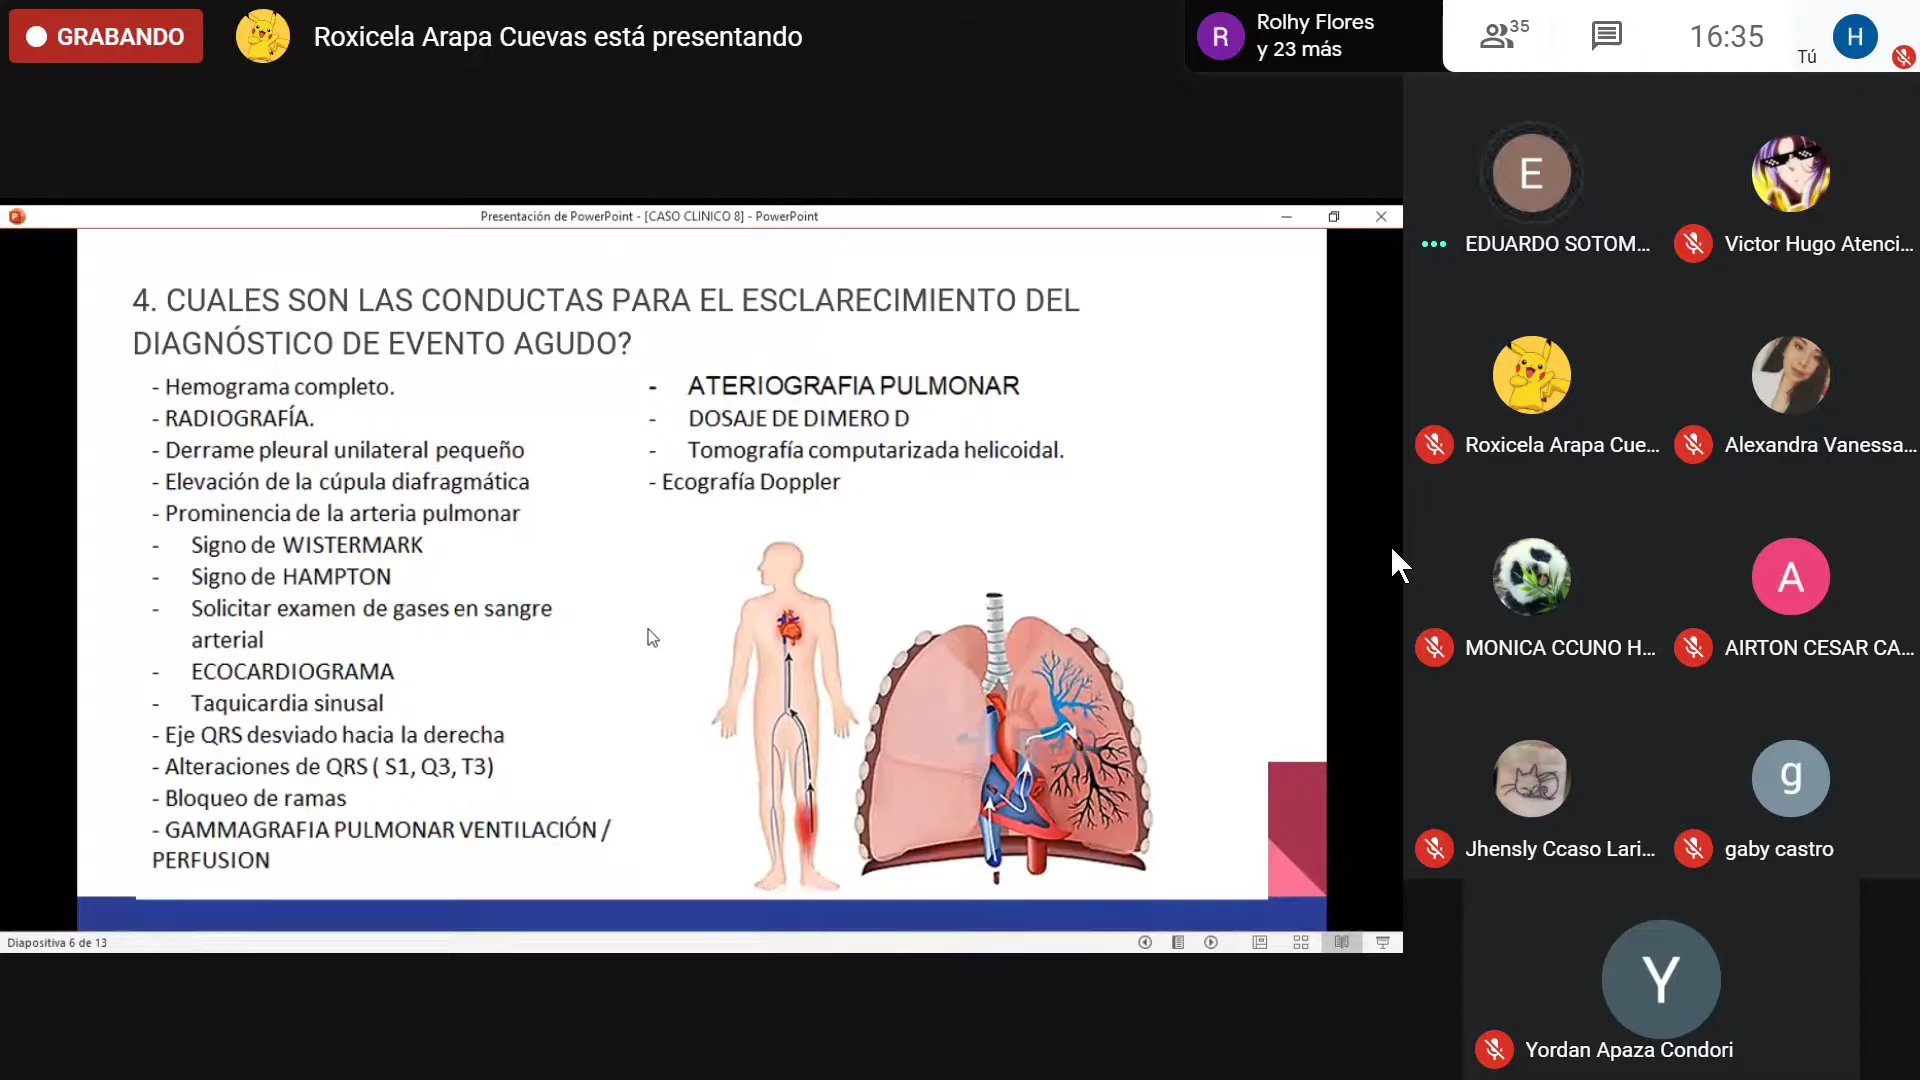 GRABANDO
Roxicela Arapa Cuevas está presentando
R
Rolhy Flores
y 23 más
35
16:35
Tú
H
Presentación de PowerPoint - [CASO CLINICO 8] - PowerPoint
4. CUALES SON LAS CONDUCTAS PARA EL ESCLARECIMIENTO DEL
DIAGNÓSTICO DE EVENTO AGUDO?
- Hemograma completo.
- RADIOGRAFÍA.
- Derrame pleural unilateral pequeño
- Elevación de la cúpula diafragmática
- Prominencia de la arteria pulmonar
- Signo de WISTERMARK
- Signo de HAMPTON
- Solicitar examen de gases en sangre
arterial
- ECOCARDIOGRAMA
- Taquicardia sinusal
- Eje QRS desviado hacia la derecha
- Alteraciones de QRS ( S1, Q3, T3)
- Bloqueo de ramas
- GAMMAGRAFIA PULMONAR VENTILACIÓN /
PERFUSION
- ATERIOGRAFIA PULMONAR
- DOSAJE DE DIMERO D
- Tomografía computarizada helicoidal.
- Ecografía Doppler
Diapositiva 6 de 13
E
EDUARDO SOTOM...
Victor Hugo Atenci...
Roxicela Arapa Cue...
Alexandra Vanessa...
MONICA CCUNO H...
A
AIRTON CESAR CA...
Jhensly Ccaso Lari...
g
gaby castro
Y
Yordan Apaza Condori